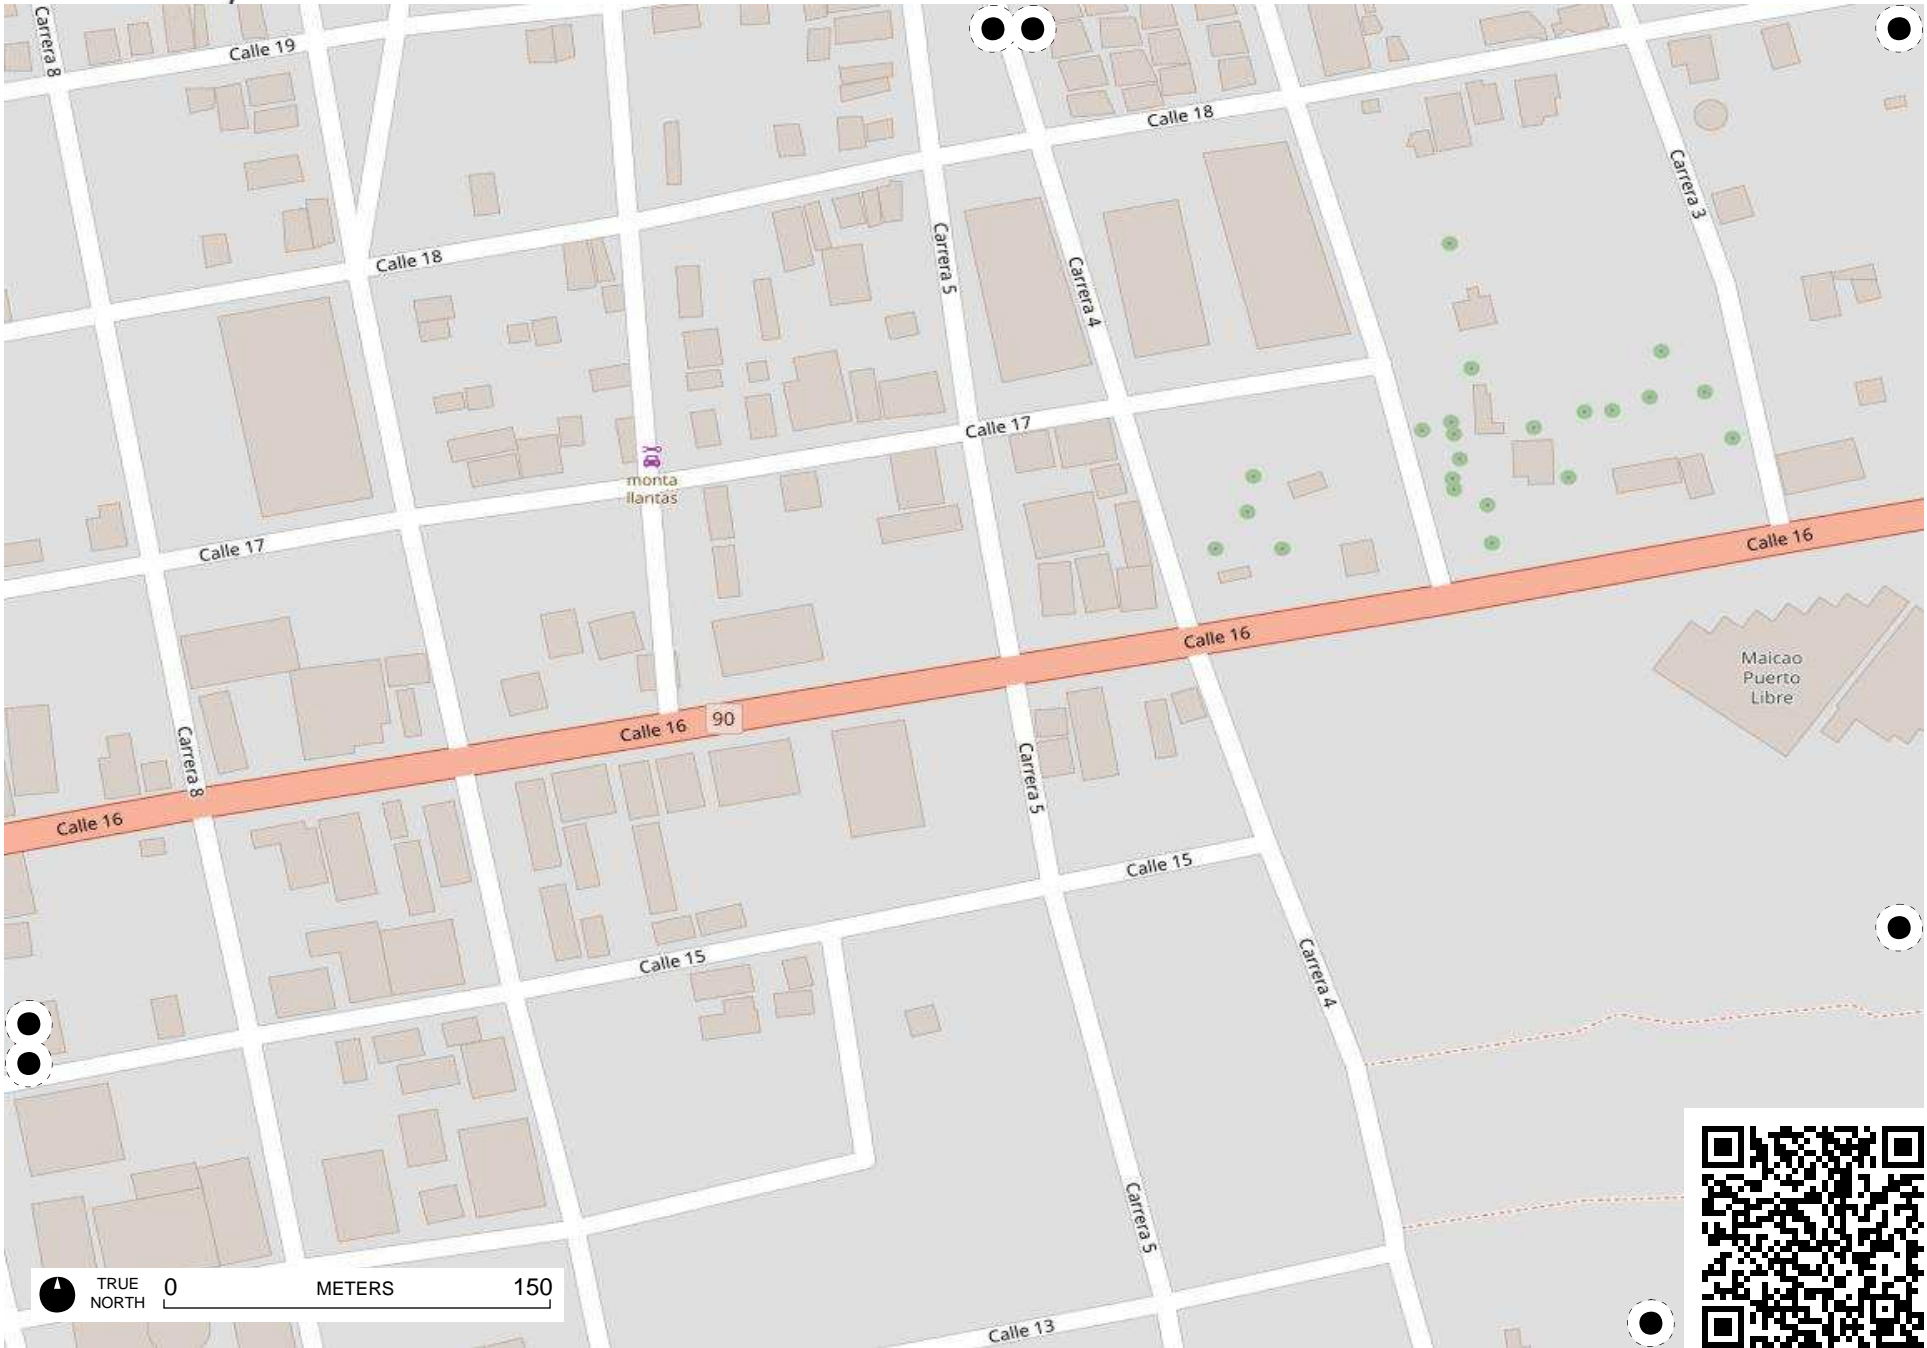 Carrera 8
Calle 19
Calle 18
Carrera 3
Carrera 5
Calle 18
Carrera 4
Calle 17
monta
llantas
Calle 17
Calle 16
Calle 16
Maicao
Puerto
Libre
Calle 16
90
Carrera 8
Carrera 5
Calle 16
Calle 15
Calle 15
Carrera 4
Carrera 5
TRUE
NORTH
0
METERS
150
Calle 13